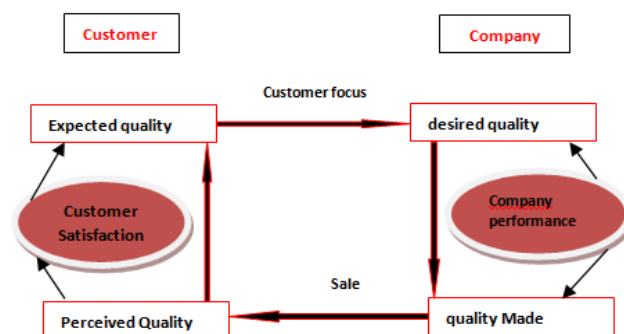 Customer
Company
Customer focus
Expected quality
desired quality
Customer
Satisfaction
Company
performance
Sale
Perceived Quality
quality Made